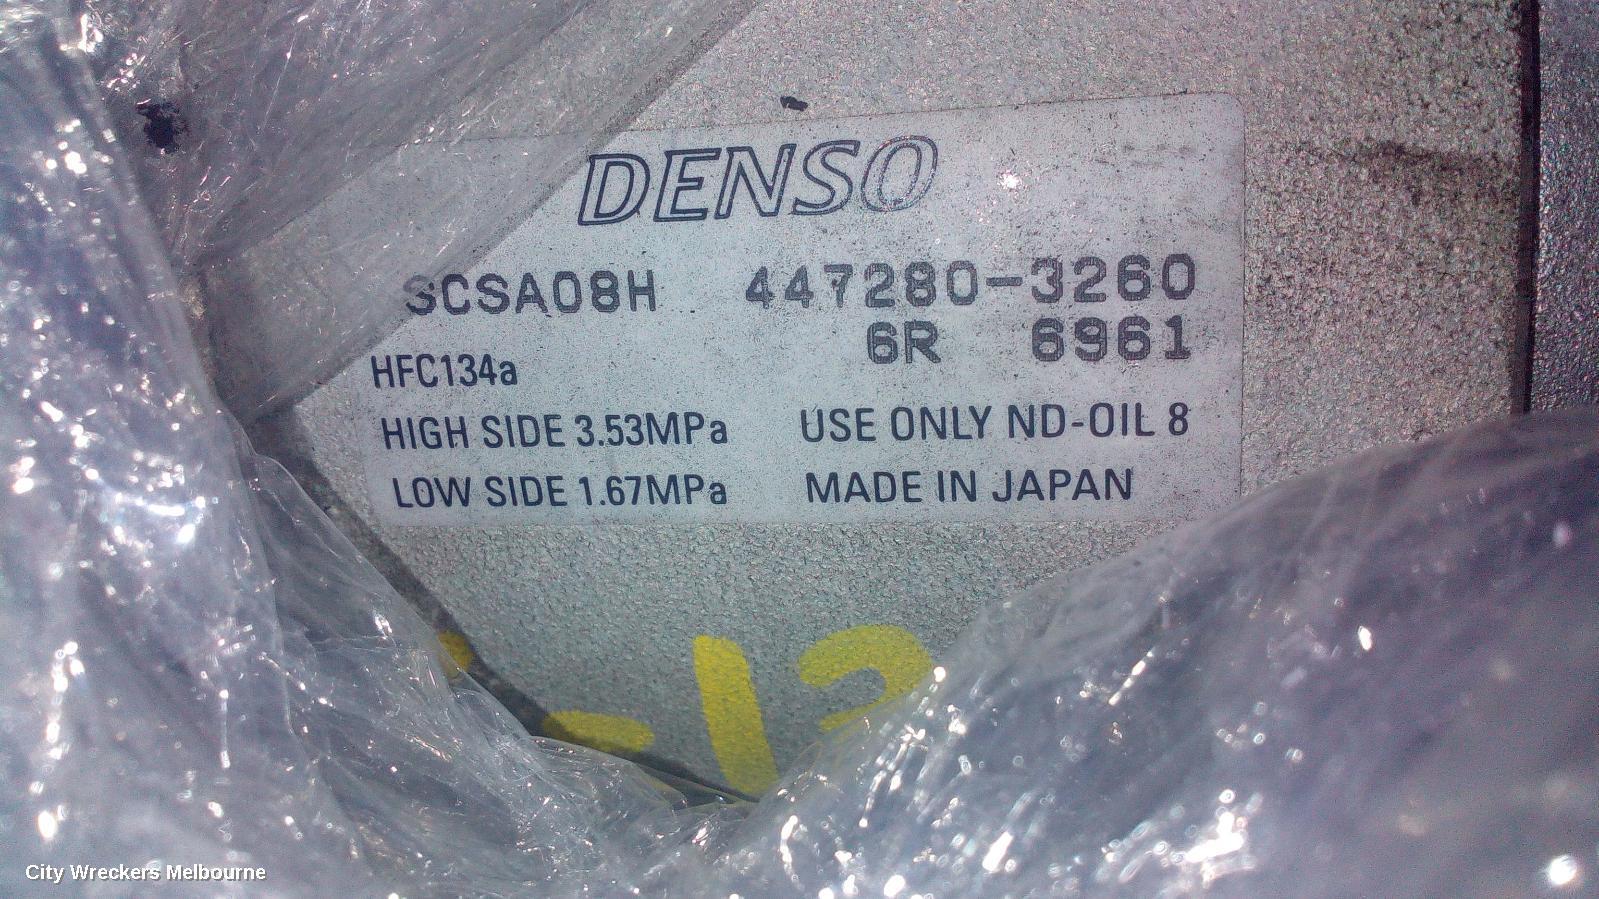 DENSO
SCSA08H 447280-3260
6R 6961
HFC134a
HIGH SIDE 3.53MPa USE ONLY ND-OIL 8
LOW SIDE 1.67MPa MADE IN JAPAN
City Wreckers Melbourne